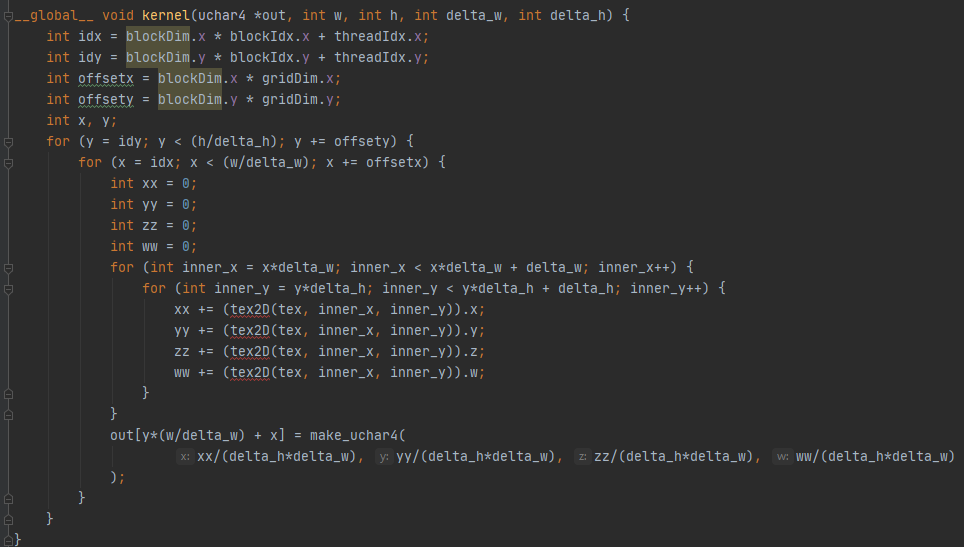 __global__ void kernel(uchar4 *out, int w, int h, int delta_w, int delta_h) {
    int idx = blockDim.x * blockIdx.x + threadIdx.x;
    int idy = blockDim.y * blockIdx.y + threadIdx.y;
    int offsetx = blockDim.x * gridDim.x;
    int offsety = blockDim.y * gridDim.y;
    int x, y;
    for (y = idy; y < (h/delta_h); y += offsety) {
        for (x = idx; x < (w/delta_w); x += offsetx) {
            int xx = 0;
            int yy = 0;
            int zz = 0;
            int ww = 0;
            for (int inner_x = x*delta_w; inner_x < x*delta_w + delta_w; inner_x++) {
                for (int inner_y = y*delta_h; inner_y < y*delta_h + delta_h; inner_y++) {
                    xx += (tex2D(tex, inner_x, inner_y)).x;
                    yy += (tex2D(tex, inner_x, inner_y)).y;
                    zz += (tex2D(tex, inner_x, inner_y)).z;
                    ww += (tex2D(tex, inner_x, inner_y)).w;
                }
            }
            out[y*(w/delta_w) + x] = make_uchar4(
                    x: xx/(delta_h*delta_w), y: yy/(delta_h*delta_w), z: zz/(delta_h*delta_w), w: ww/(delta_h*delta_w)
            );
        }
    }
}